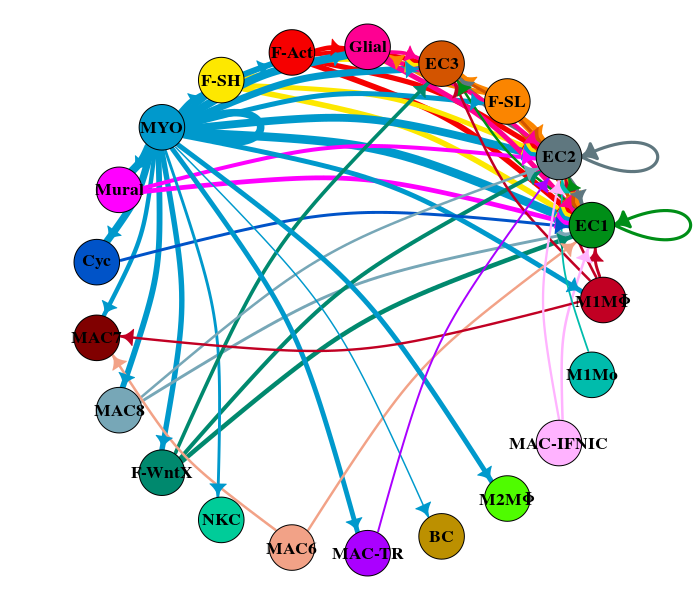 Glial
F-Act
EC3
F-SH
F-SL
MYO
EC2
Mural
EC1
Cyc
M1MΦ
MAC7
M1Mo
MAC8
MAC-IFNIC
F-WntX
M2MΦ
NKC
BC
MAC6
MAC-TR